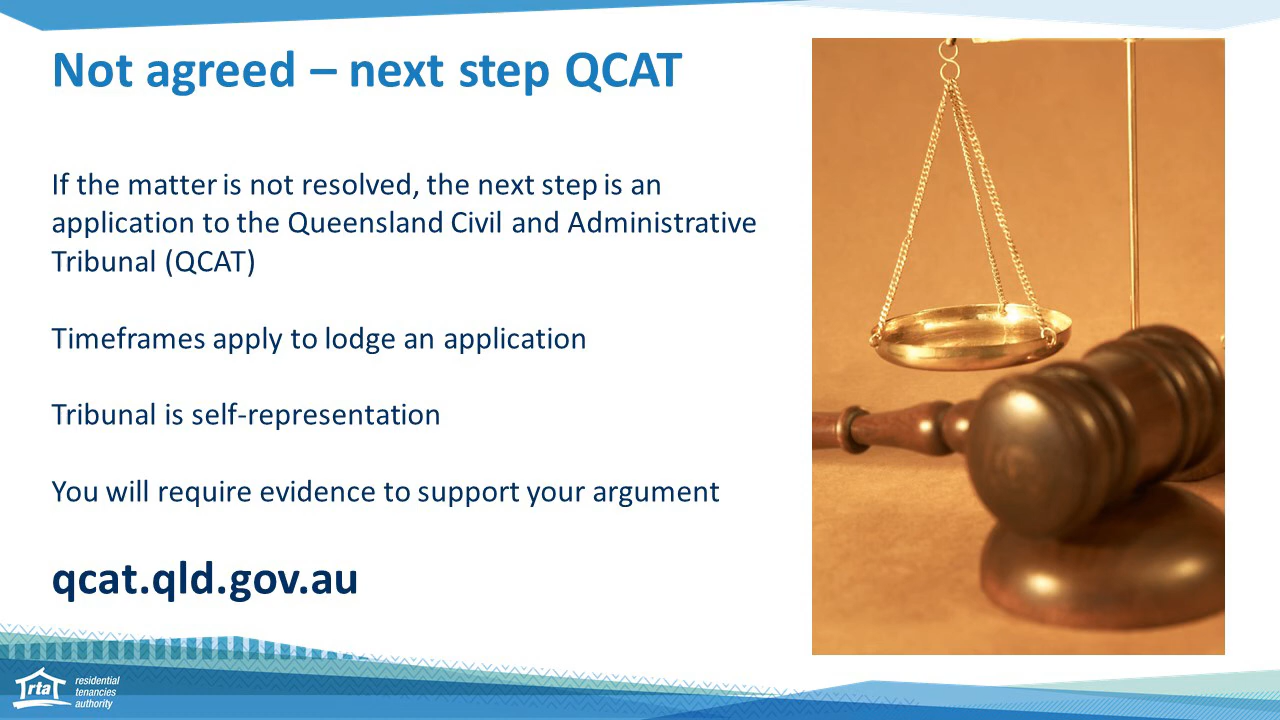 Not agreed – next step QCAT
If the matter is not resolved, the next step is an
application to the Queensland Civil and Administrative
Tribunal (QCAT)
Timeframes apply to lodge an application
Tribunal is self-representation
You will require evidence to support your argument
qcat.qld.gov.au
rta
residential
tenancies
authority